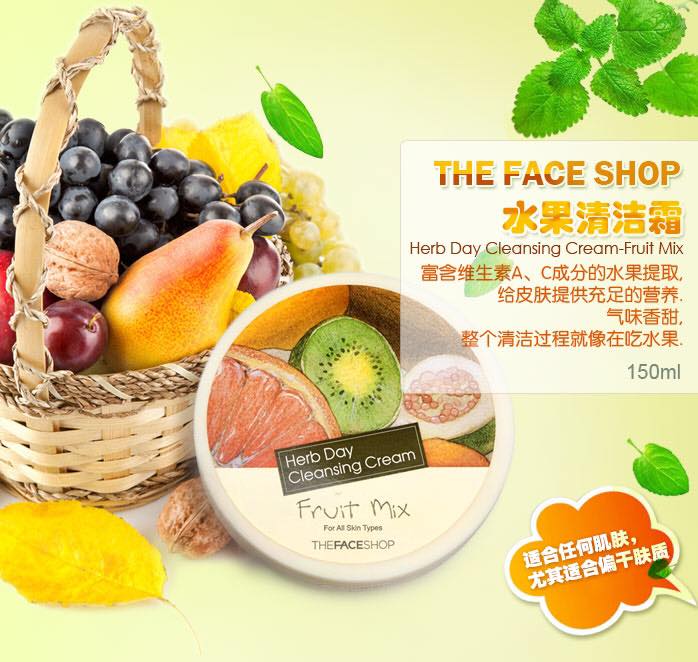 THE FACE SHOP
水果清洁霜
Herb Day Cleansing Cream-Fruit Mix
富含维生素A、C成分的水果提取,
给皮肤提供充足的营养.
气味香甜,
整个清洁过程就像在吃水果.
150ml
Herb Day
Cleansing Cream
Fruit Mix
For All Skin Types
THEFACESHOP
适合任何肌肤，
尤其适合偏干肤质